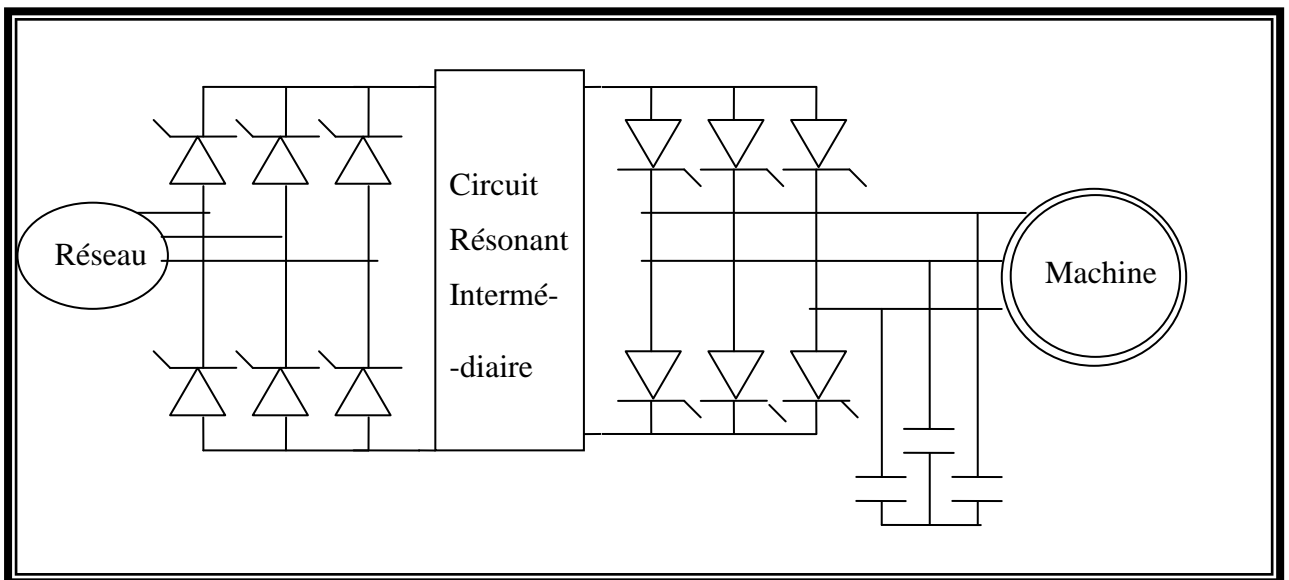 Réseau
Circuit
Résonant
Intermé-
-diaire
Machine